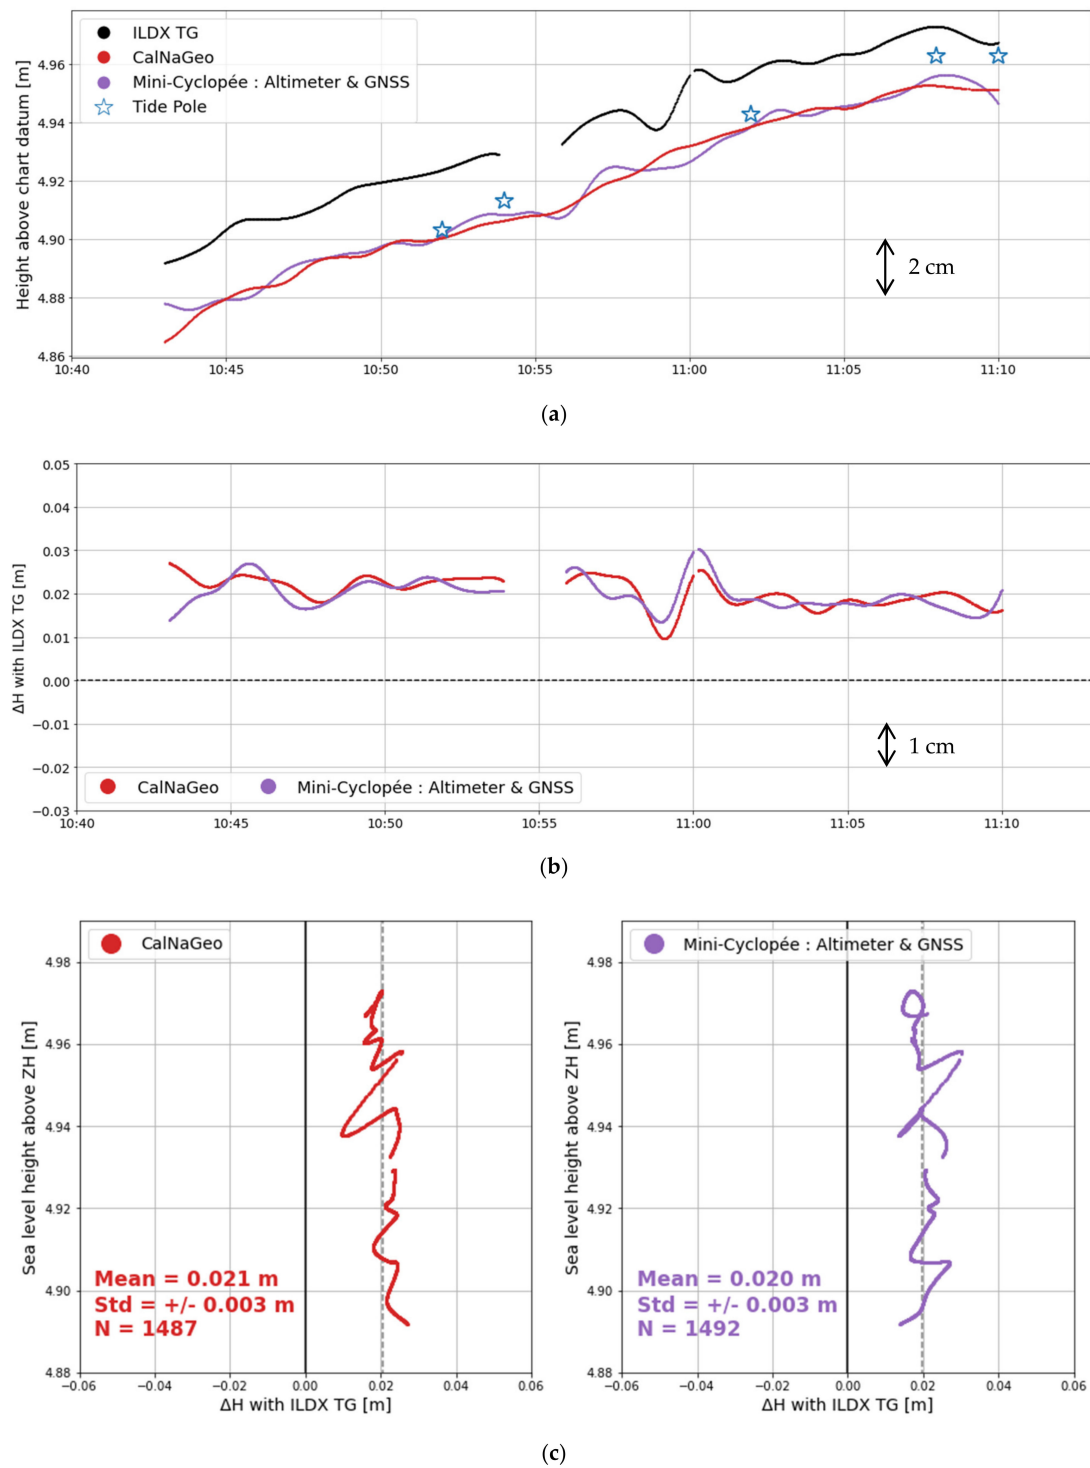 ILDX TG
CalNaGeo
Mini-Cyclopée : Altimeter & GNSS
Tide Pole
Height above chart datum [m]
4.96
4.94
4.92
4.90
4.88
4.86
2 cm
10:40 10:45 10:50 10:55 11:00 11:05 11:10
(a)
ΔH with ILDX TG [m]
0.05
0.04
0.03
0.02
0.01
0.00
−0.01
−0.02
−0.03
1 cm
CalNaGeo Mini-Cyclopée : Altimeter & GNSS
10:40 10:45 10:50 10:55 11:00 11:05 11:10
(b)
CalNaGeo
Sea level height above ZH [m]
4.98
4.96
4.94
4.92
4.90
4.88
Mean = 0.021 m
Std = +/- 0.003 m
N = 1487
−0.06 −0.04 −0.02 0.00 0.02 0.04 0.06
ΔH with ILDX TG [m]
Mini-Cyclopée : Altimeter & GNSS
Sea level height above ZH [m]
4.98
4.96
4.94
4.92
4.90
4.88
Mean = 0.020 m
Std = +/- 0.003 m
N = 1492
−0.06 −0.04 −0.02 0.00 0.02 0.04 0.06
ΔH with ILDX TG [m]
(c)